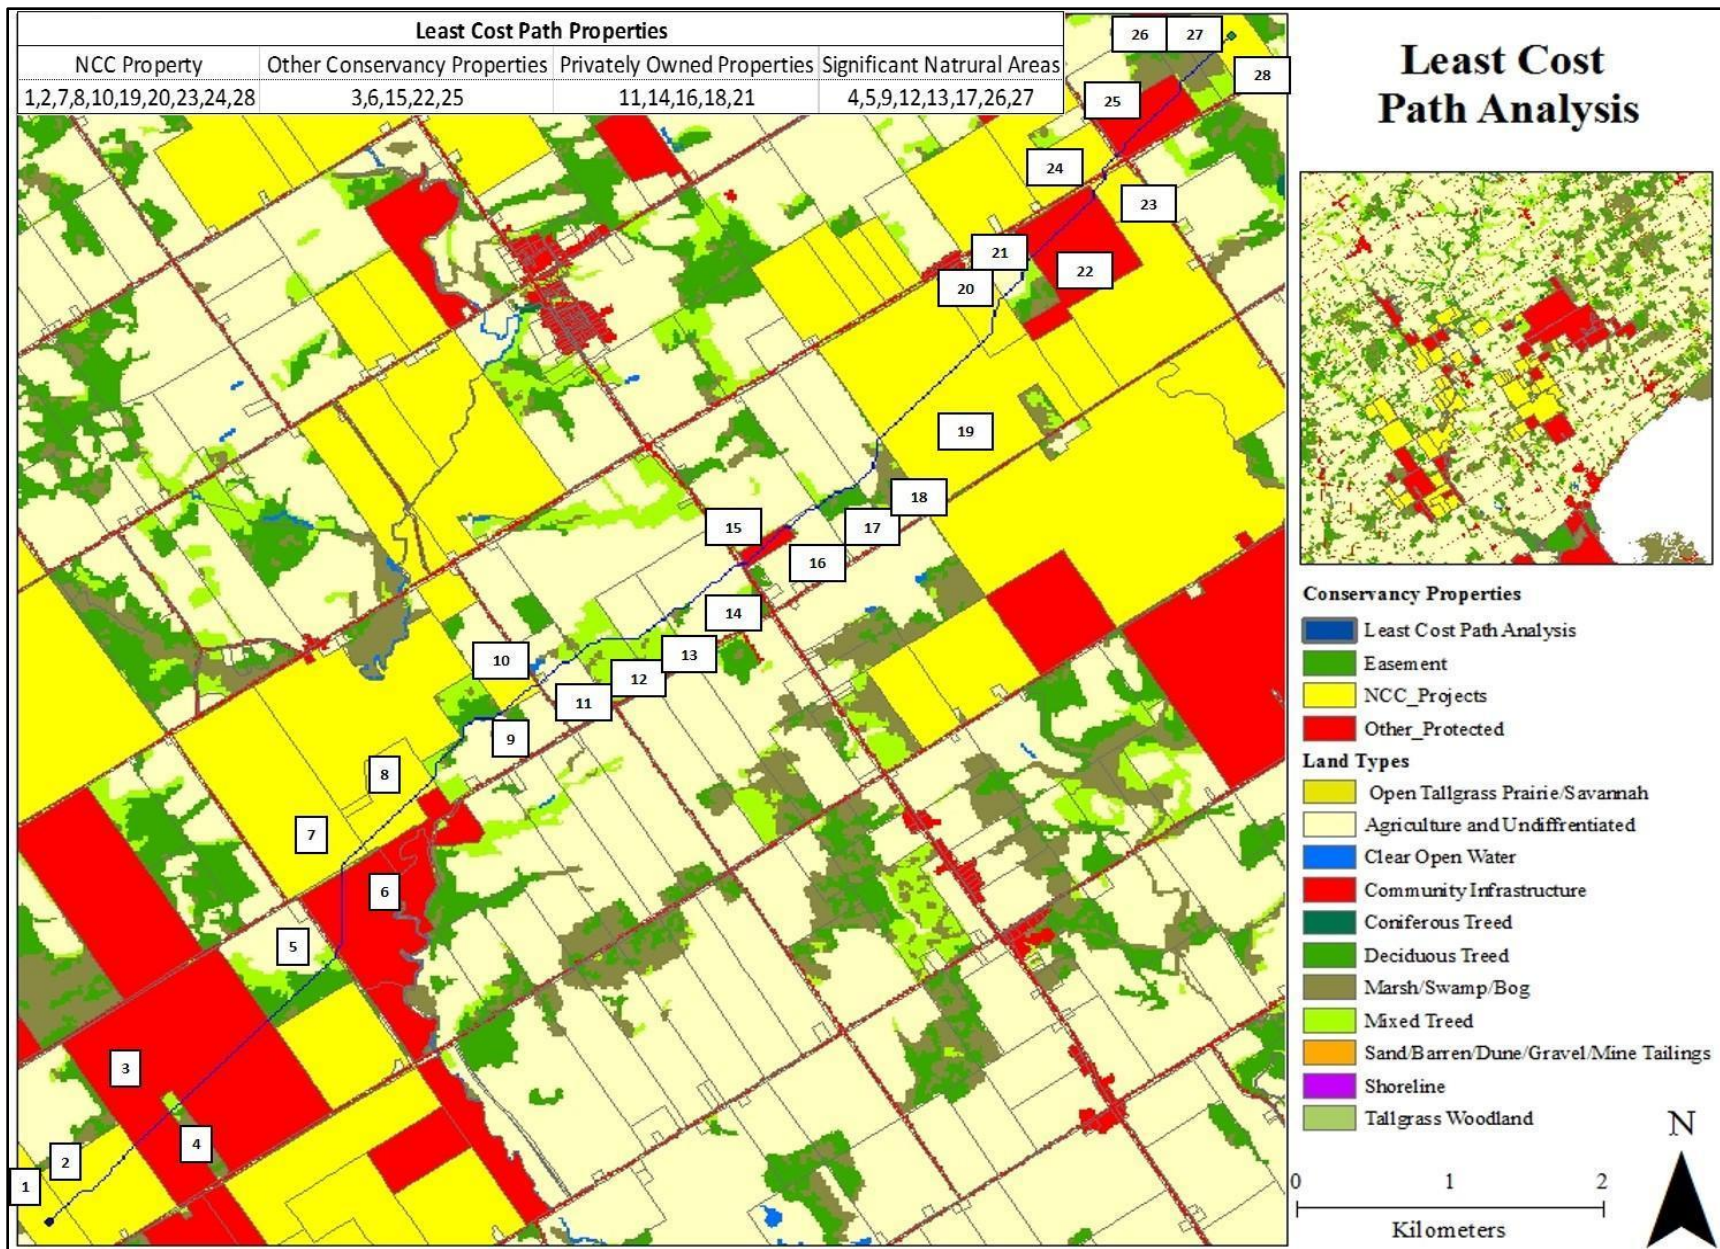 Least Cost Path Properties
NCC Property Other Conservancy Properties Privately Owned Properties Significant Natrural Areas
1,2,7,8,10,19,20,23,24,28 3,6,15,22,25 11,14,16,18,21 4,5,9,12,13,17,26,27
26 27
28
25
24
23
21
22
20
19
18
15
17
16
14
13
10
12
11
9
8
7
6
5
3
4
2
1
Least Cost
Path Analysis
Conservancy Properties
Least Cost Path Analysis
Easement
NCC_Projects
Other_Protected
Land Types
Open Tallgrass Prairie/Savannah
Agriculture and Undiffrentiated
Clear Open Water
Community Infrastructure
Coniferous Treed
Deciduous Treed
Marsh/Swamp/Bog
Mixed Treed
Sand/Barren/Dune/Gravel/Mine Tailings
Shoreline
Tallgrass Woodland
N
0 1 2
Kilometers